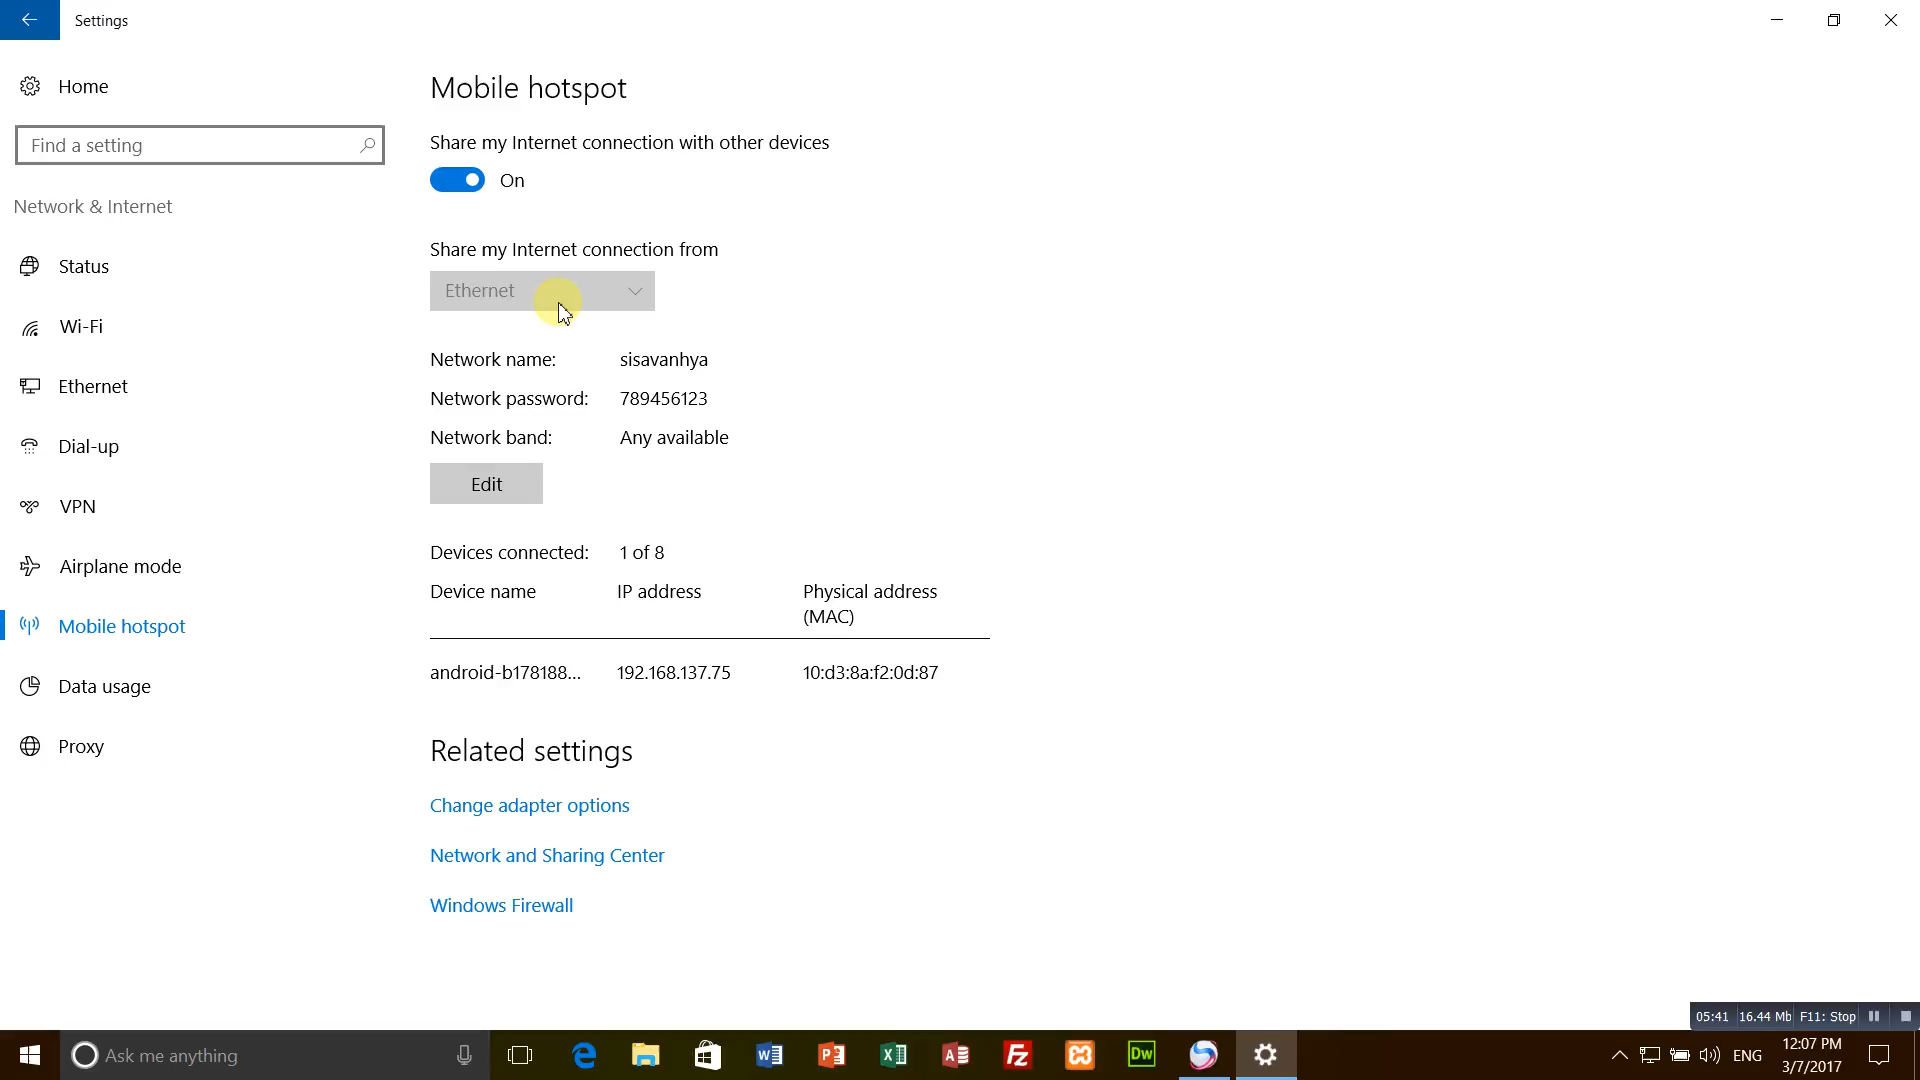 Settings
Home
Find a setting
Network & Internet
Status
Wi-Fi
Ethernet
Dial-up
VPN
Airplane mode
Mobile hotspot
Data usage
Proxy
Mobile hotspot
Share my Internet connection with other devices
On
Share my Internet connection from
Ethernet
Network name: sisavanhya
Network password: 789456123
Network band: Any available
Edit
Devices connected: 1 of 8
Device name IP address Physical address
(MAC)
android-b178188... 192.168.137.75 10:d3:8a:f2:0d:87
Related settings
Change adapter options
Network and Sharing Center
Windows Firewall
05:41 16.44 Mb F11: Stop
Ask me anything
Dw
ENG
12:07 PM
3/7/2017